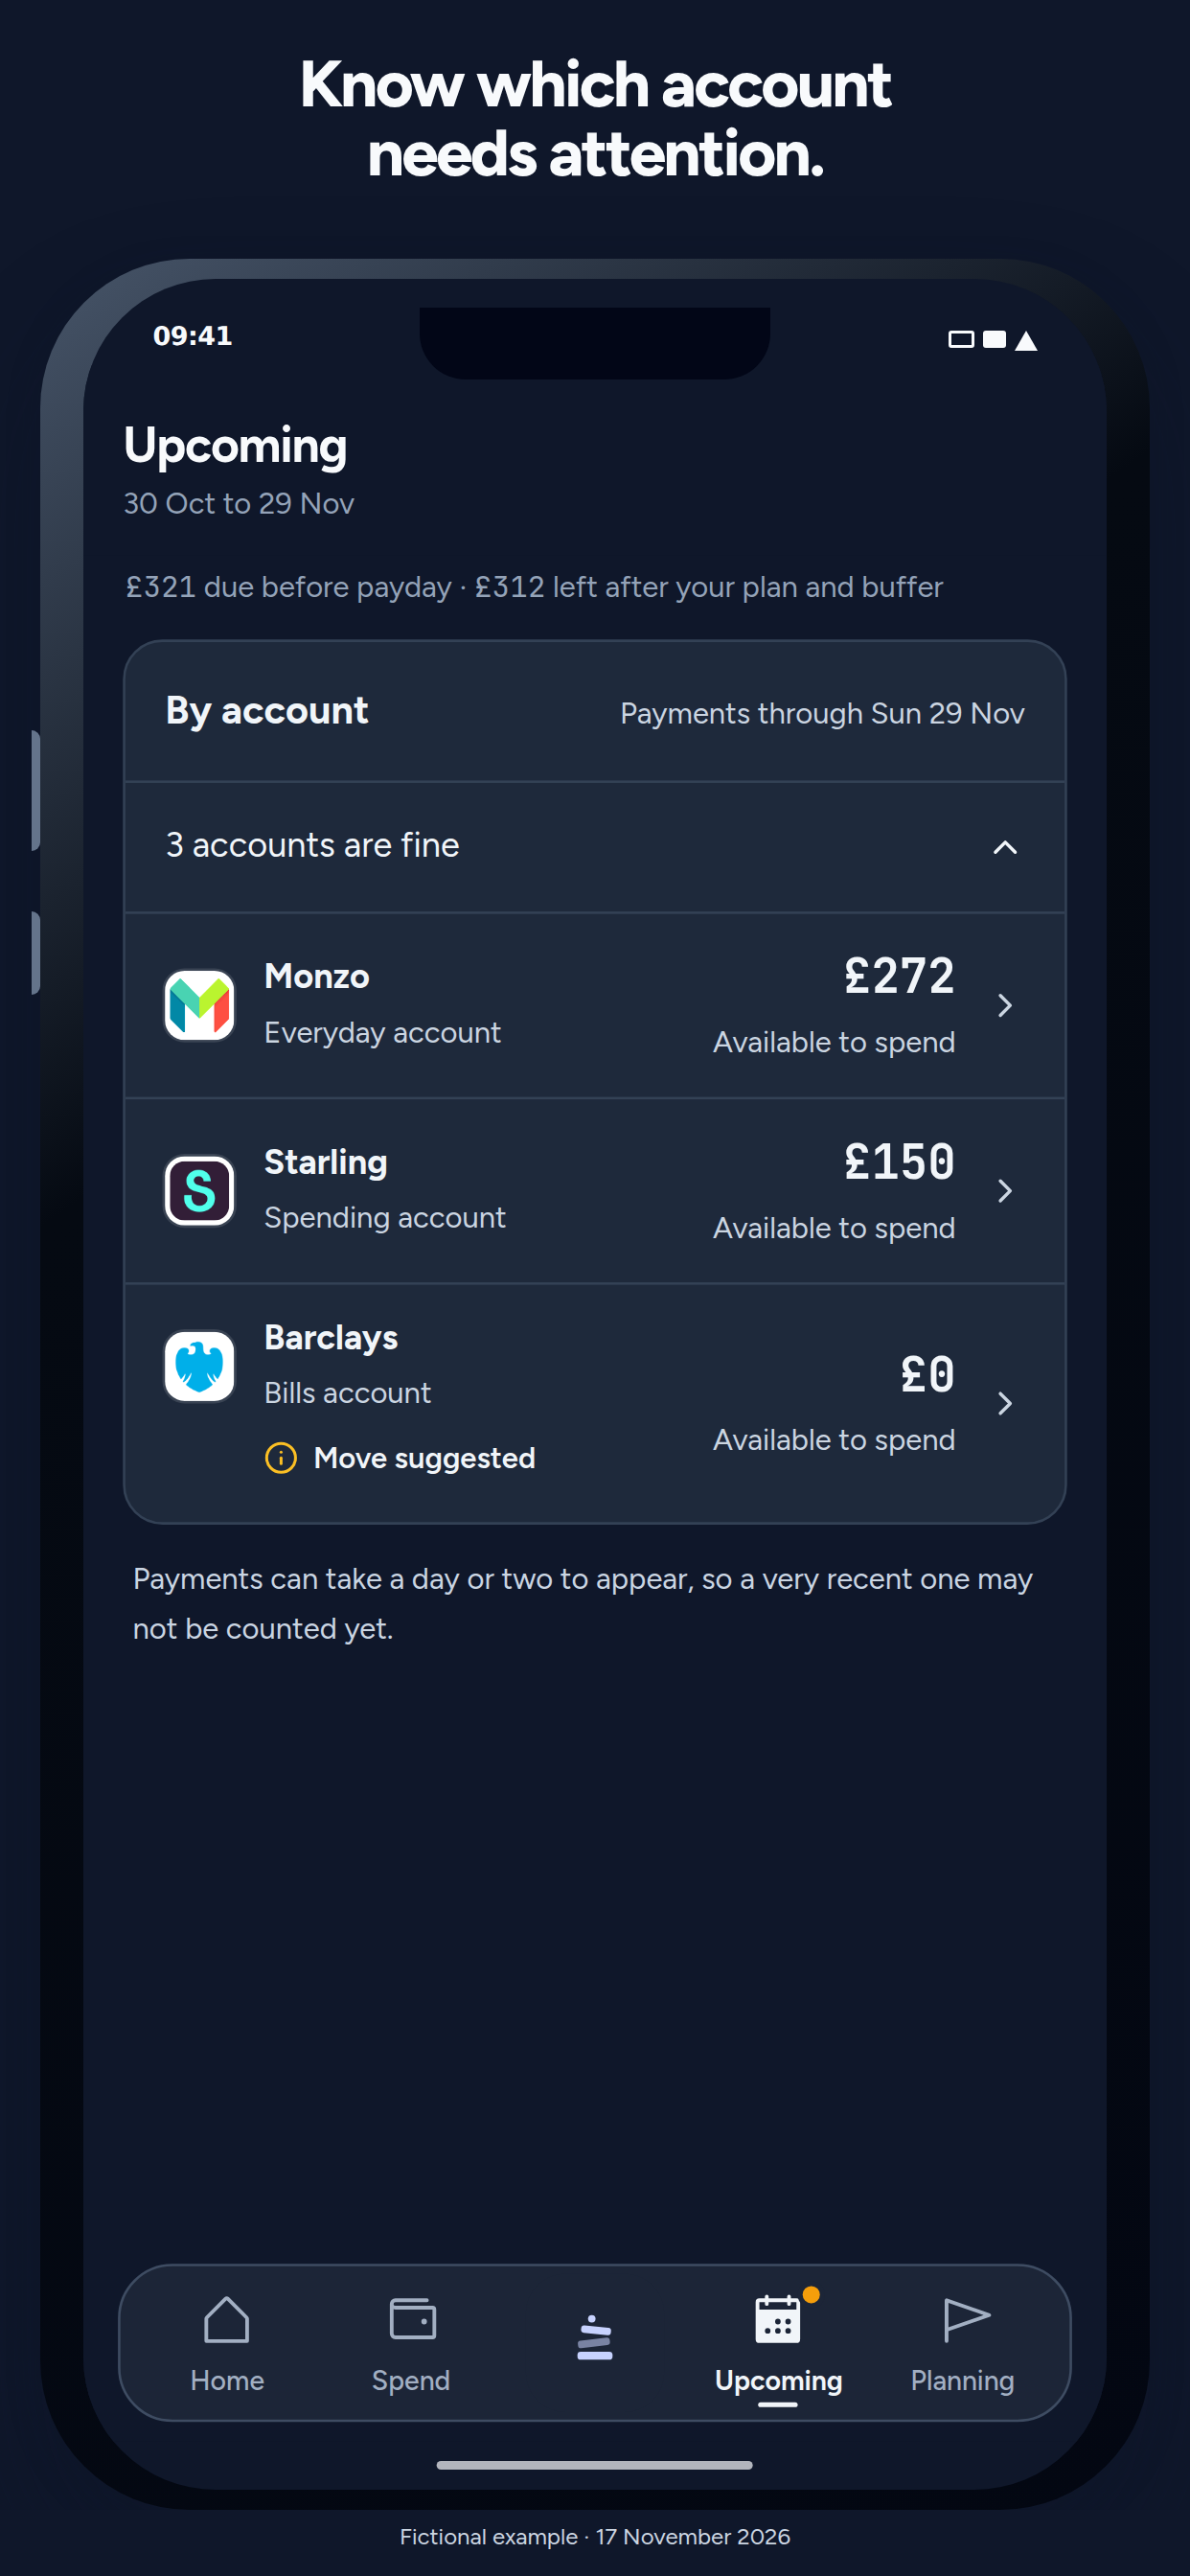 Know which account
needs attention.
09:41
Upcoming
30 Oct to 29 Nov
£321 due before payday · £312 left after your plan and buffer
By account
Payments through Sun 29 Nov
3 accounts are fine
Monzo
£272
Everyday account
Available to spend
Starling
£150
Spending account
Available to spend
Barclays
Bills account
£0
Available to spend
Move suggested
Payments can take a day or two to appear, so a very recent one may
not be counted yet.
Home
Spend
Upcoming
Planning
Fictional example · 17 November 2026